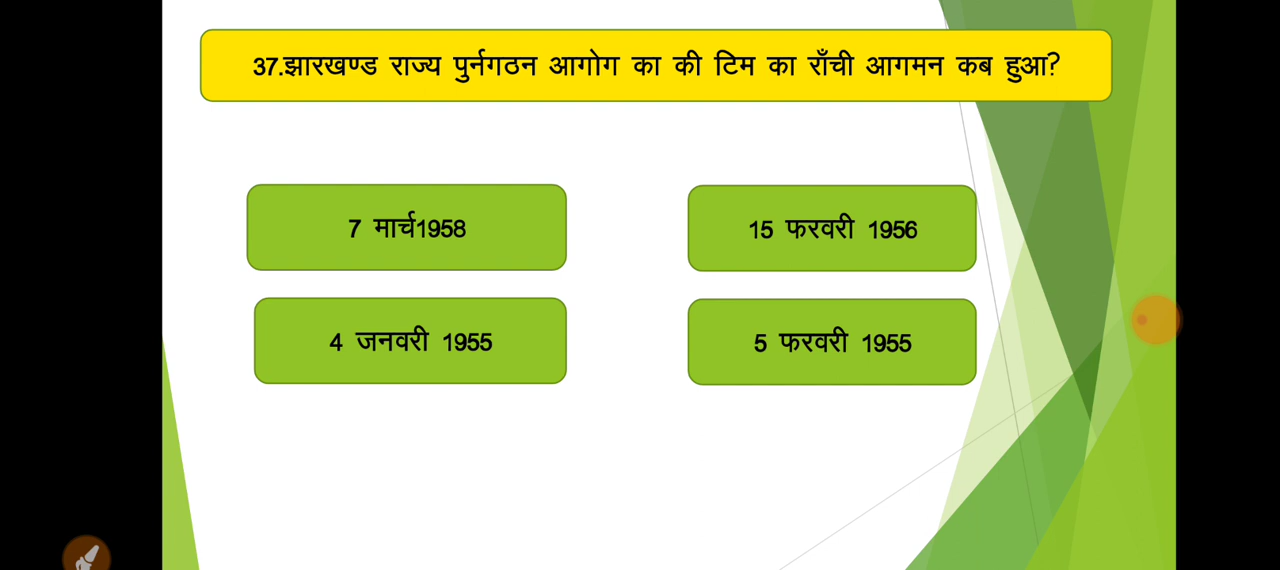 37.झारखण्ड राज्य पुर्नगठन आगोग का की टिम का राँची आगमन कब हुआ?
7 मार्च1958
15 फरवरी 1956
4 जनवरी 1955
5 फरवरी 1955